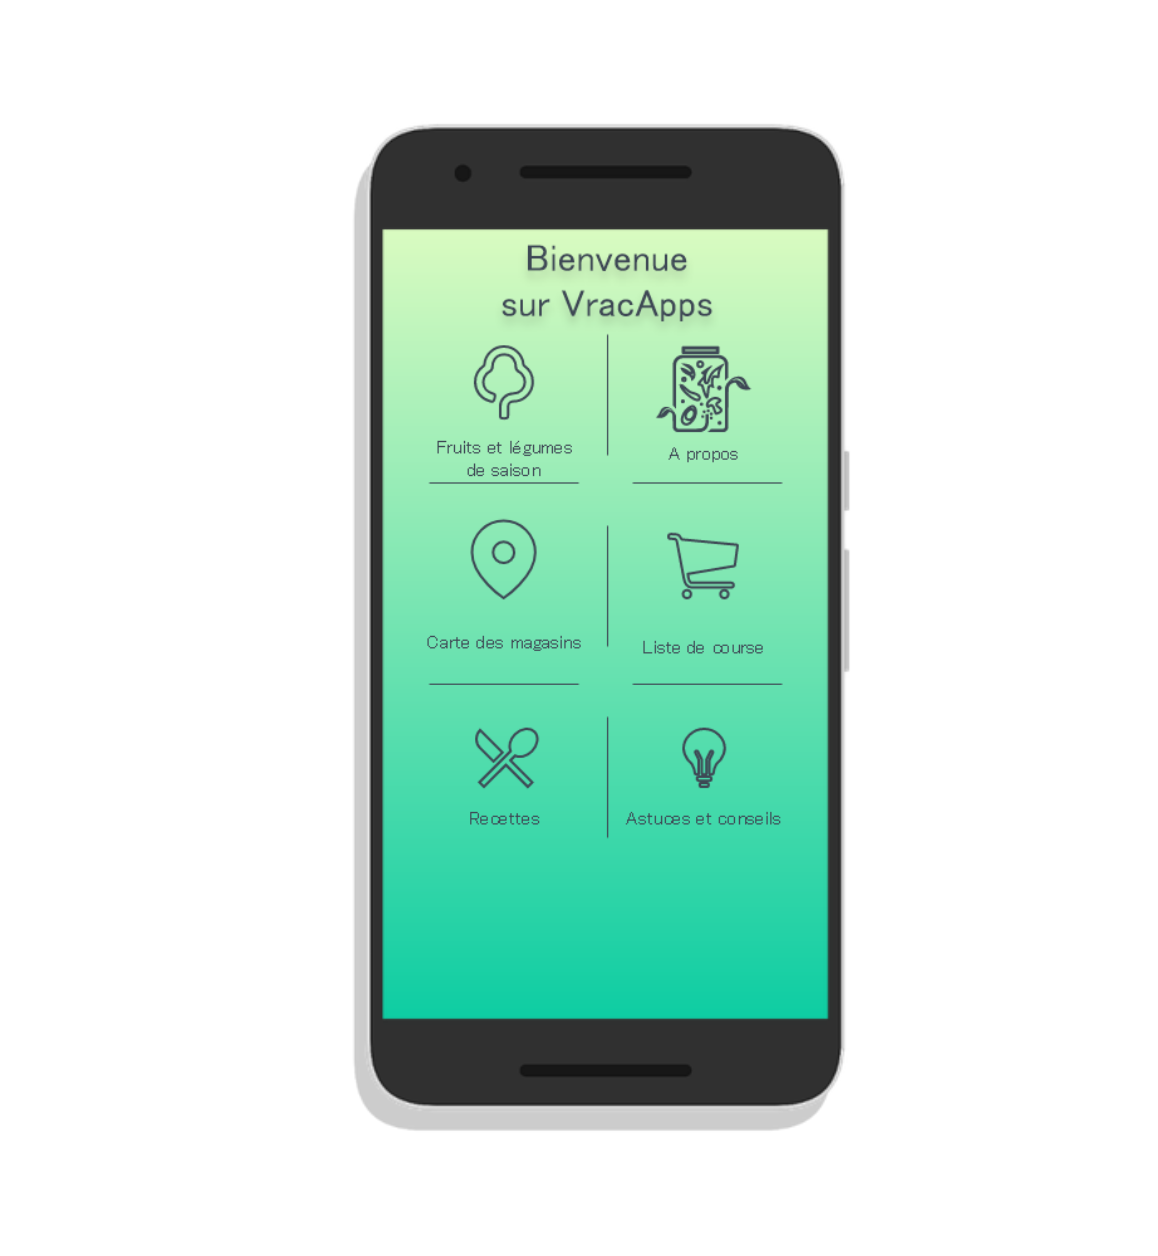 Bienvenue
sur VracApps
Fruits et légumes
de saison
A propos
Carte des magasins
Liste de course
Recettes
Astuces et conseils